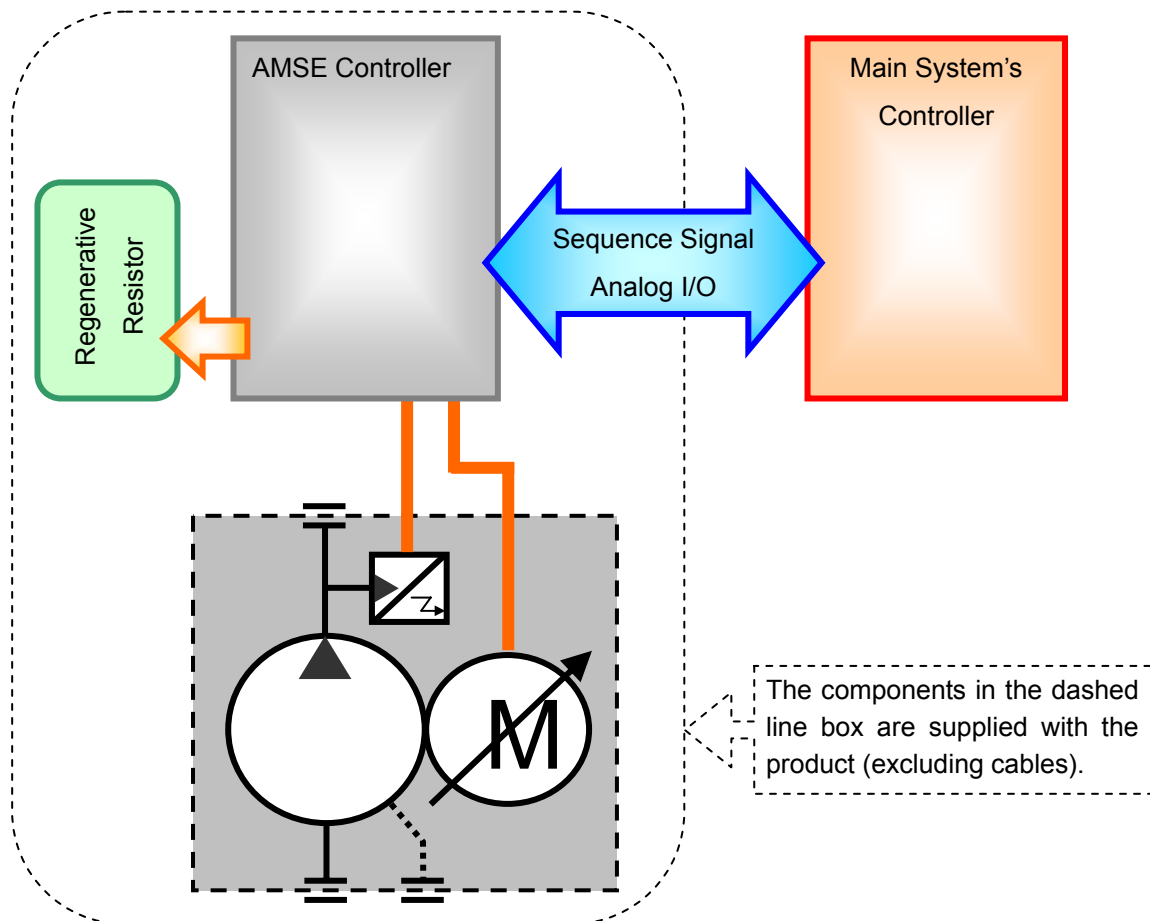 AMSE Controller
Main System's
Controller
Regenerative
Resistor
Sequence Signal
Analog I/O
M
The components in the dashed
line box are supplied with the
product (excluding cables).